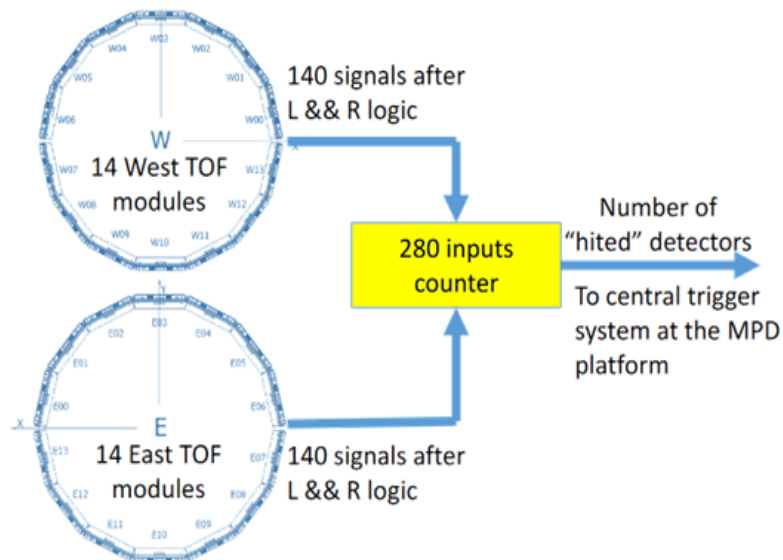 W03
W04
W02
W05
W01
W06
W00
W
X
14 West TOF
modules
W07
W13
W08
W12
W09
W11
W10
140 signals after
L && R logic
280 inputs
counter
Number of
“hited” detectors
To central trigger
system at the MPD
platform
Y
E03
E02
E04
E01
E05
E00
E06
X
E
14 East TOF
modules
E13
E07
E12
E08
E11
E09
E10
140 signals after
L && R logic